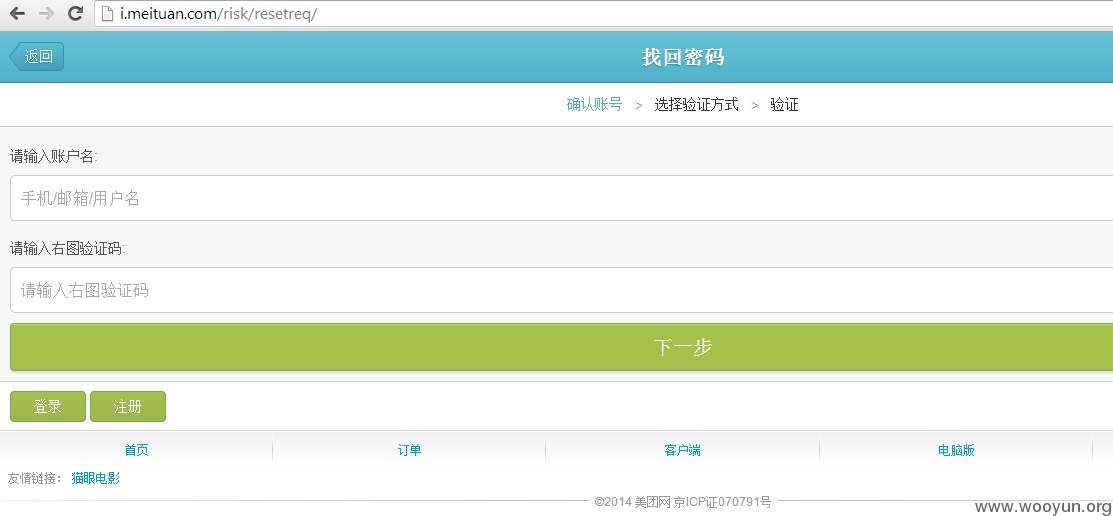 i.meituan.com/risk/resetreq/
返回
找回密码
确认账号 > 选择验证方式 > 验证
请输入账户名:
手机/邮箱/用户名
请输入右图验证码:
请输入右图验证码
下一步
登录 注册
首页 订单 客户端 电脑版
友情链接： 猫眼电影
©2014 美团网 京ICP证070791号
www.wooyun.org